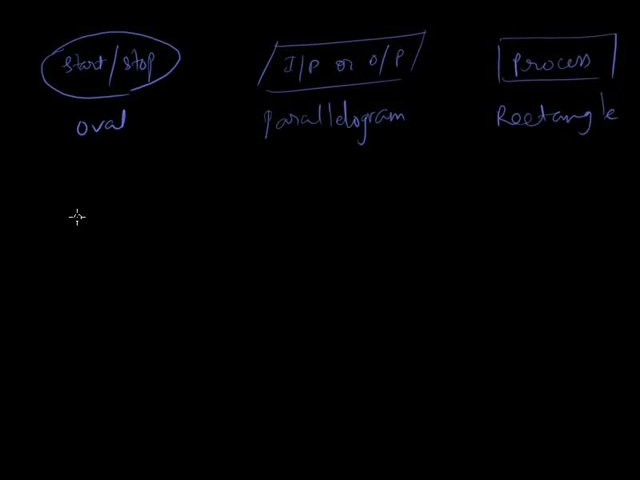 Start/Stop
I/P or O/P
Process
Oval
Parallelogram
Rectangle